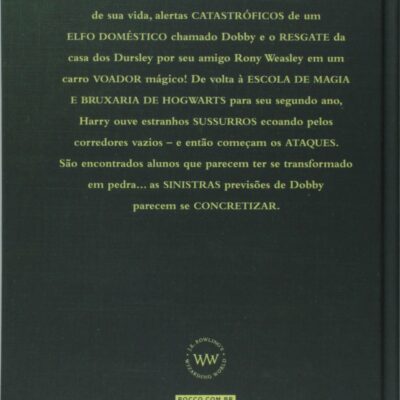 de sua vida, alertas CATASTRÓFICOS de um
ELFO DOMÉSTICO chamado Dobby e o RESGATE da
casa dos Dursley por seu amigo Rony Weasley em um
carro VOADOR mágico! De volta à ESCOLA DE MAGIA
E BRUXARIA DE HOGWARTS para seu segundo ano,
Harry ouve estranhos SUSSURROS ecoando pelos
corredores vazios – e então começam os ATAQUES.
São encontrados alunos que parecem ter se transformado
em pedra... as SINISTRAS previsões de Dobby
parecem se CONCRETIZAR.
J.K. ROWLING'S
WW
WIZARDING WORLD
ROCCO.COM.BR